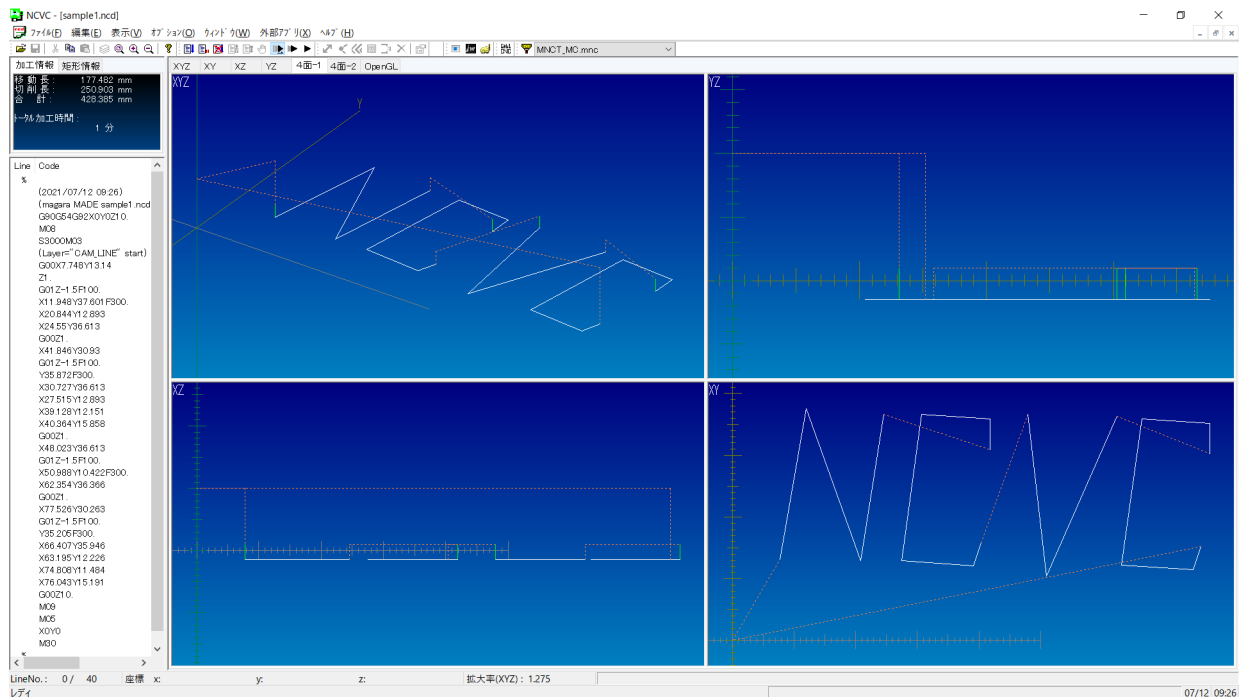 NCVC - [sample1.ncd]
ファイル(F) 編集(E) 表示(V) オプション(O) ウィンドウ(W) 外部アプリ(X) ヘルプ(H)
MNCT_MC.mnc
加工情報 矩形情報
XYZ XY XZ YZ 4面-1 4面-2 OpenGL
移動長: 177.482 mm
切削長: 250.903 mm
合 計: 428.385 mm
トータル加工時間:
1 分
Line Code
%
(2021/07/12 09:26)
(magara MADE sample1.ncd
G90G54G92X0Y0Z10.
M08
S3000M03
(Layer="CAM_LINE" start)
G00X7.748Y13.14
Z1.
G01Z-1.5F100.
X11.948Y37.601F300.
X20.844Y12.893
X24.55Y36.613
G00Z1.
X41.846Y30.93
G01Z-1.5F100.
Y35.872F300.
X30.727Y36.613
X27.515Y12.893
X39.128Y12.151
X40.364Y15.858
G00Z1.
X48.023Y36.613
G01Z-1.5F100.
X50.988Y10.422F300.
X62.354Y36.366
G00Z1.
X77.526Y30.263
G01Z-1.5F100.
Y35.205F300.
X66.407Y35.946
X63.195Y12.226
X74.808Y11.484
X76.043Y15.191
G00Z10.
M09
M05
X0Y0
M30
%
XYZ
Y
YZ
XZ
XY
LineNo.: 0/ 40 座標 x: y: z: 拡大率(XYZ) : 1.275
レディ
07/12 09:26